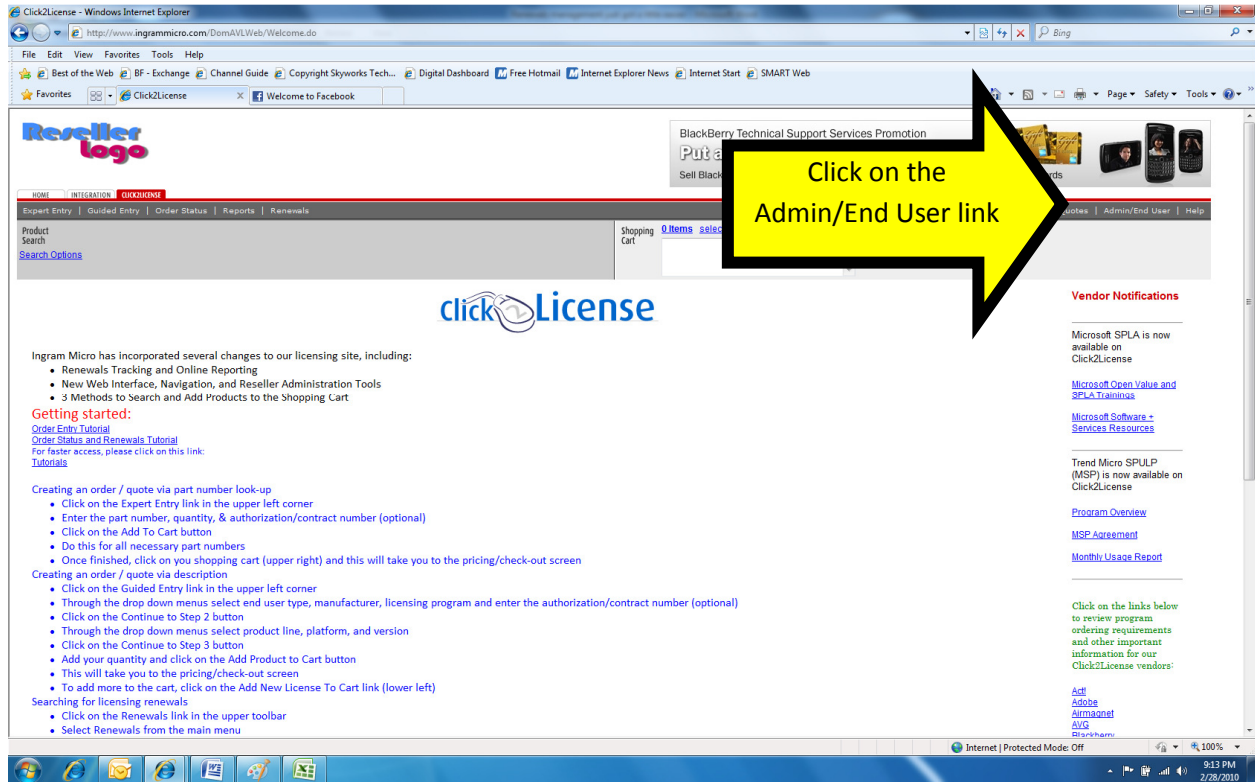 Click2License - Windows Internet Explorer
http://www.ingrammicro.com/DomAVLWeb/Welcome.do
Bing
File Edit View Favorites Tools Help
Best of the Web BF - Exchange Channel Guide Copyright Skyworks Tech... Digital Dashboard Free Hotmail Internet Explorer News Internet Start SMART Web
Favorites Click2License X Welcome to Facebook Page Safety Tools
Reseller
logo
BlackBerry Technical Support Services Promotion
Put a
Sell Black
Click on the
Admin/End User link
HOME INTEGRATION CLICK2LICENSE
Expert Entry | Guided Entry | Order Status | Reports | Renewals
Quotes | Admin/End User | Help
Product
Search
Search Options
Shopping
Cart
0 Items selec
click2License
Ingram Micro has incorporated several changes to our licensing site, including:
• Renewals Tracking and Online Reporting
• New Web Interface, Navigation, and Reseller Administration Tools
• 3 Methods to Search and Add Products to the Shopping Cart
Getting started:
Order Entry Tutorial
Order Status and Renewals Tutorial
For faster access, please click on this link:
Tutorials
Creating an order / quote via part number look-up
• Click on the Expert Entry link in the upper left corner
• Enter the part number, quantity, & authorization/contract number (optional)
• Click on the Add To Cart button
• Do this for all necessary part numbers
• Once finished, click on you shopping cart (upper right) and this will take you to the pricing/check-out screen
Creating an order / quote via description
• Click on the Guided Entry link in the upper left corner
• Through the drop down menus select end user type, manufacturer, licensing program and enter the authorization/contract number (optional)
• Click on the Continue to Step 2 button
• Through the drop down menus select product line, platform, and version
• Click on the Continue to Step 3 button
• Add your quantity and click on the Add Product to Cart button
• This will take you to the pricing/check-out screen
• To add more to the cart, click on the Add New License To Cart link (lower left)
Searching for licensing renewals
• Click on the Renewals link in the upper toolbar
• Select Renewals from the main menu
Vendor Notifications
Microsoft SPLA is now
available on
Click2License
Microsoft Open Value and
SPLA Trainings
Microsoft Software +
Services Resources
Trend Micro SPULP
(MSP) is now available on
Click2License
Program Overview
MSP Agreement
Monthly Usage Report
Click on the links below
to review program
ordering requirements
and other important
information for our
Click2License vendors:
Act!
Adobe
Airmagnet
AVG
Blackberry
Internet | Protected Mode: Off 100%
9:13 PM
2/28/2010